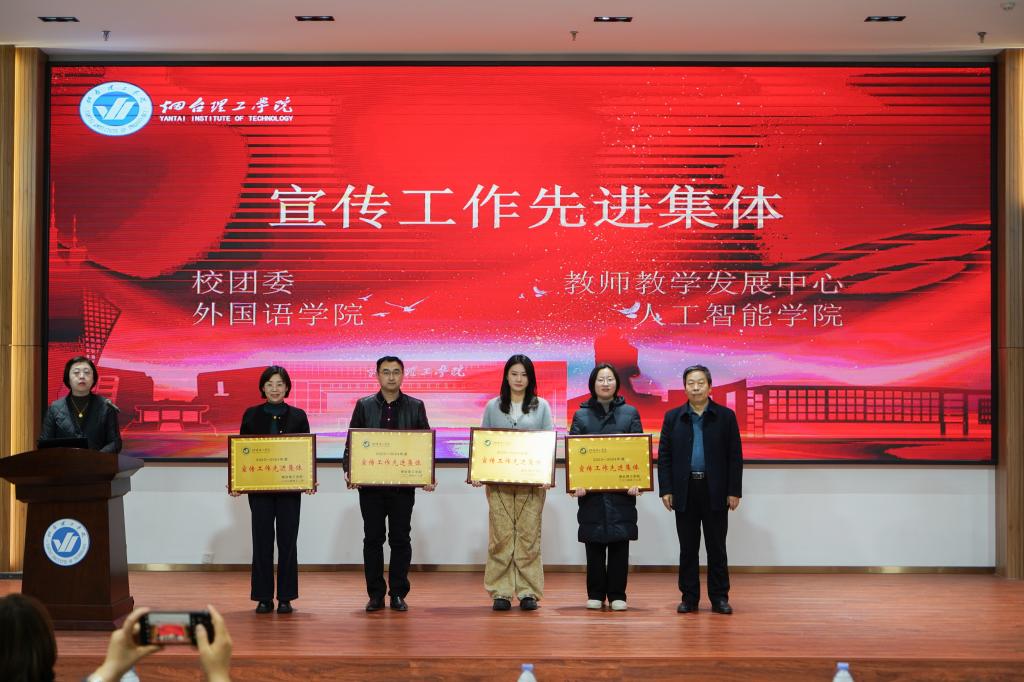 烟台理工学院
YANTAI INSTITUTE OF TECHNOLOGY
宣传工作先进集体
校团委
教师教学发展中心
外国语学院
人工智能学院
宣传工作先进集体
宣传工作先进集体
宣传工作先进集体
宣传工作先进集体